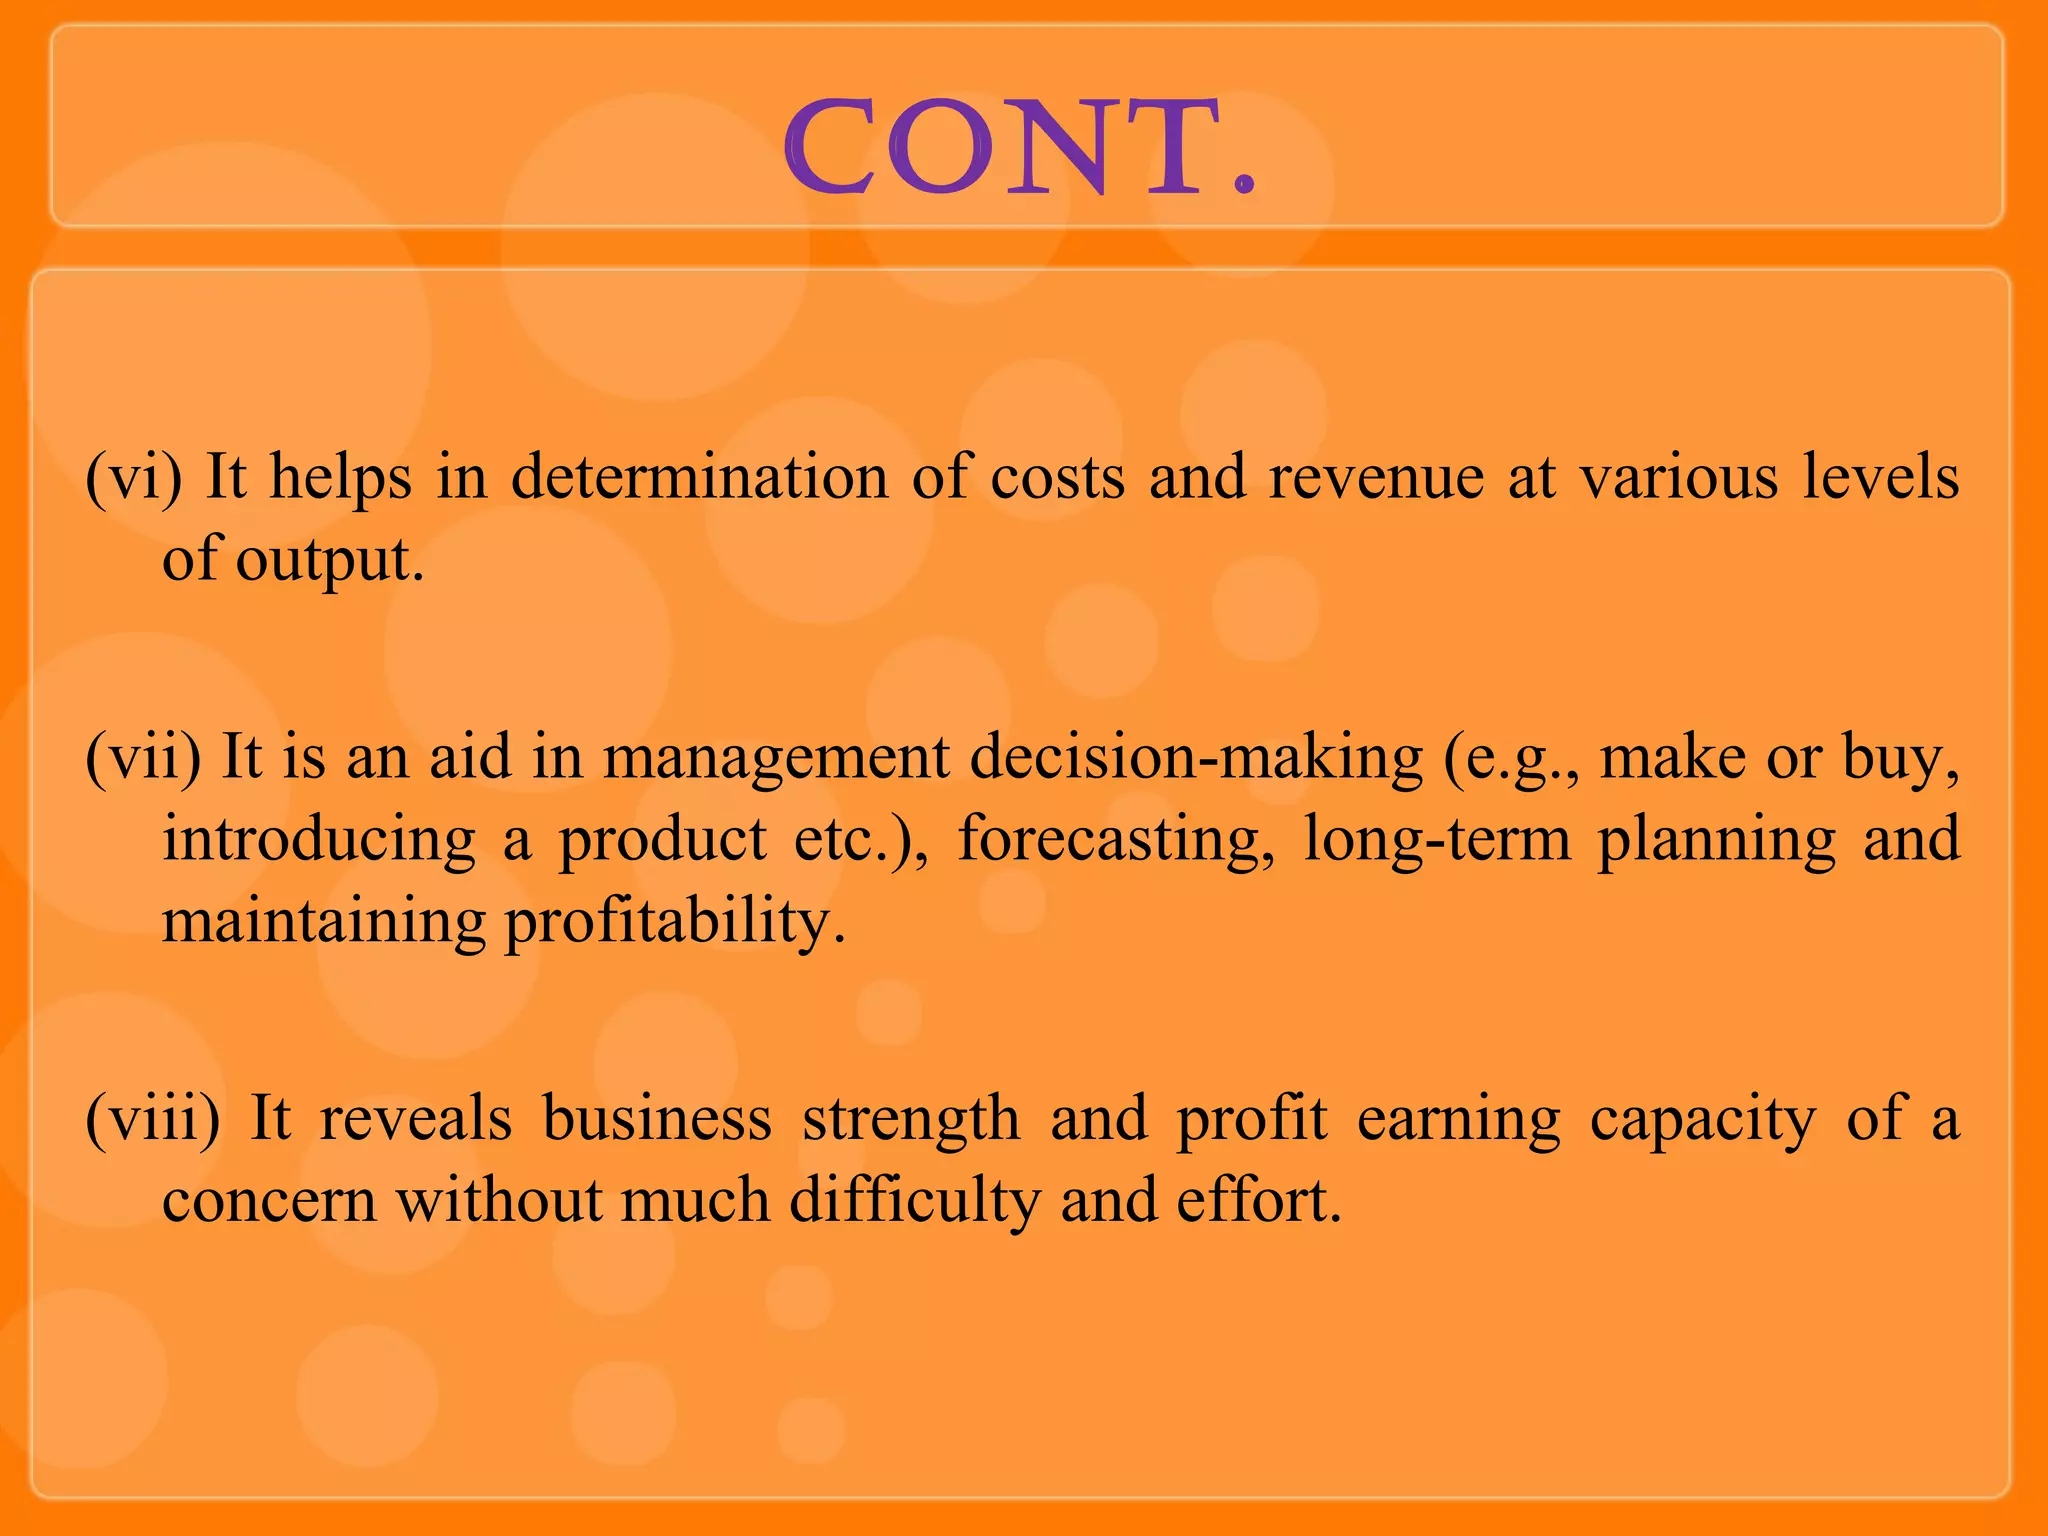 CONT.
(vi) It helps in determination of costs and revenue at various levels
of output.
(vii) It is an aid in management decision-making (e.g., make or buy,
introducing a product etc.), forecasting, long-term planning and
maintaining profitability.
(viii) It reveals business strength and profit earning capacity of a
concern without much difficulty and effort.